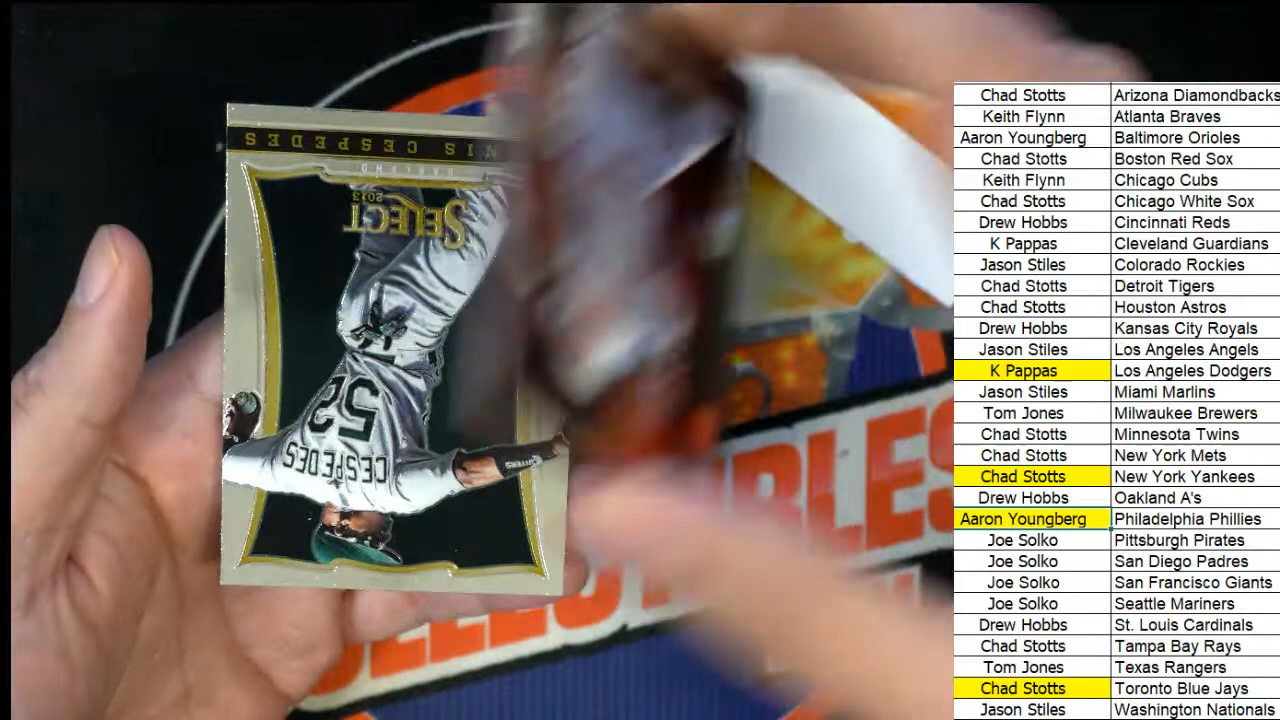 NIS CESPEDES
OAKLAND
2013
SELECT
52
CESPEDES
Chad Stotts Arizona Diamondbacks
Keith Flynn Atlanta Braves
Aaron Youngberg Baltimore Orioles
Chad Stotts Boston Red Sox
Keith Flynn Chicago Cubs
Chad Stotts Chicago White Sox
Drew Hobbs Cincinnati Reds
K Pappas Cleveland Guardians
Jason Stiles Colorado Rockies
Chad Stotts Detroit Tigers
Chad Stotts Houston Astros
Drew Hobbs Kansas City Royals
Jason Stiles Los Angeles Angels
K Pappas Los Angeles Dodgers
Jason Stiles Miami Marlins
Tom Jones Milwaukee Brewers
Chad Stotts Minnesota Twins
Chad Stotts New York Mets
Chad Stotts New York Yankees
Drew Hobbs Oakland A's
Aaron Youngberg Philadelphia Phillies
Joe Solko Pittsburgh Pirates
Joe Solko San Diego Padres
Joe Solko San Francisco Giants
Joe Solko Seattle Mariners
Drew Hobbs St. Louis Cardinals
Chad Stotts Tampa Bay Rays
Tom Jones Texas Rangers
Chad Stotts Toronto Blue Jays
Jason Stiles Washington Nationals